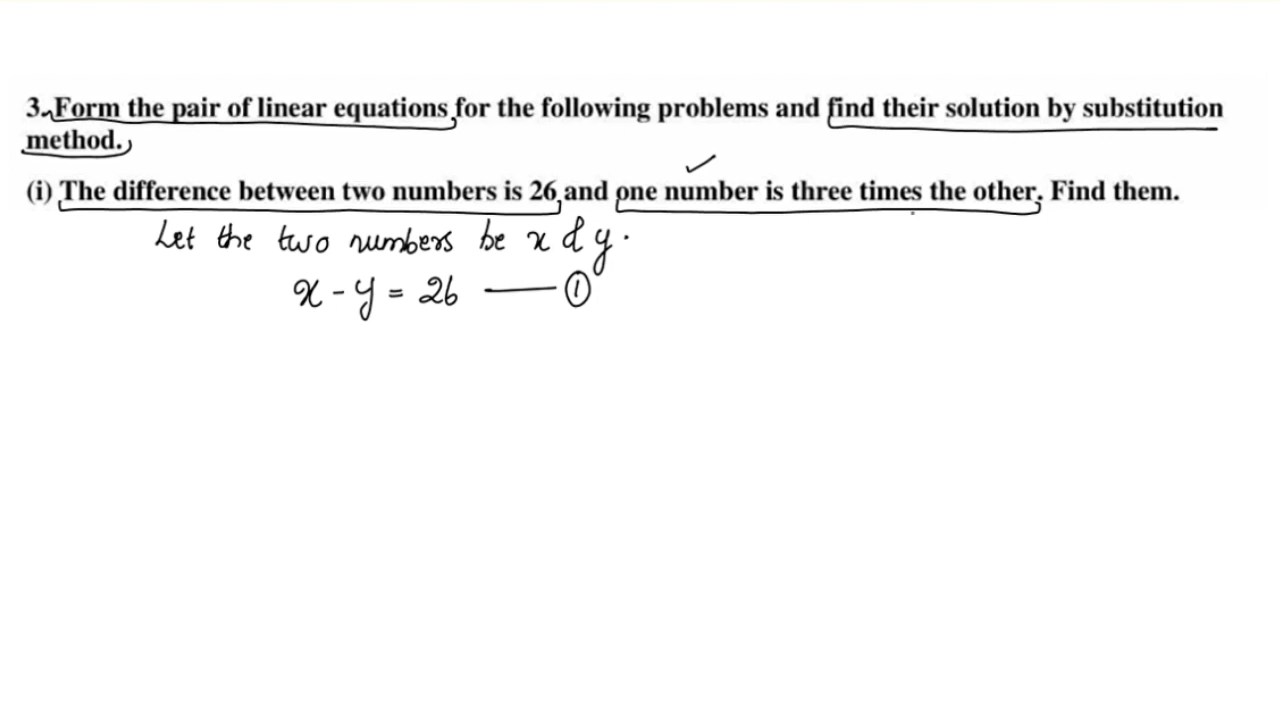 3. Form the pair of linear equations for the following problems and find their solution by substitution
method.
(i) The difference between two numbers is 26 and one number is three times the other. Find them.
Let the two numbers be x & y.
x - y = 26 — ①